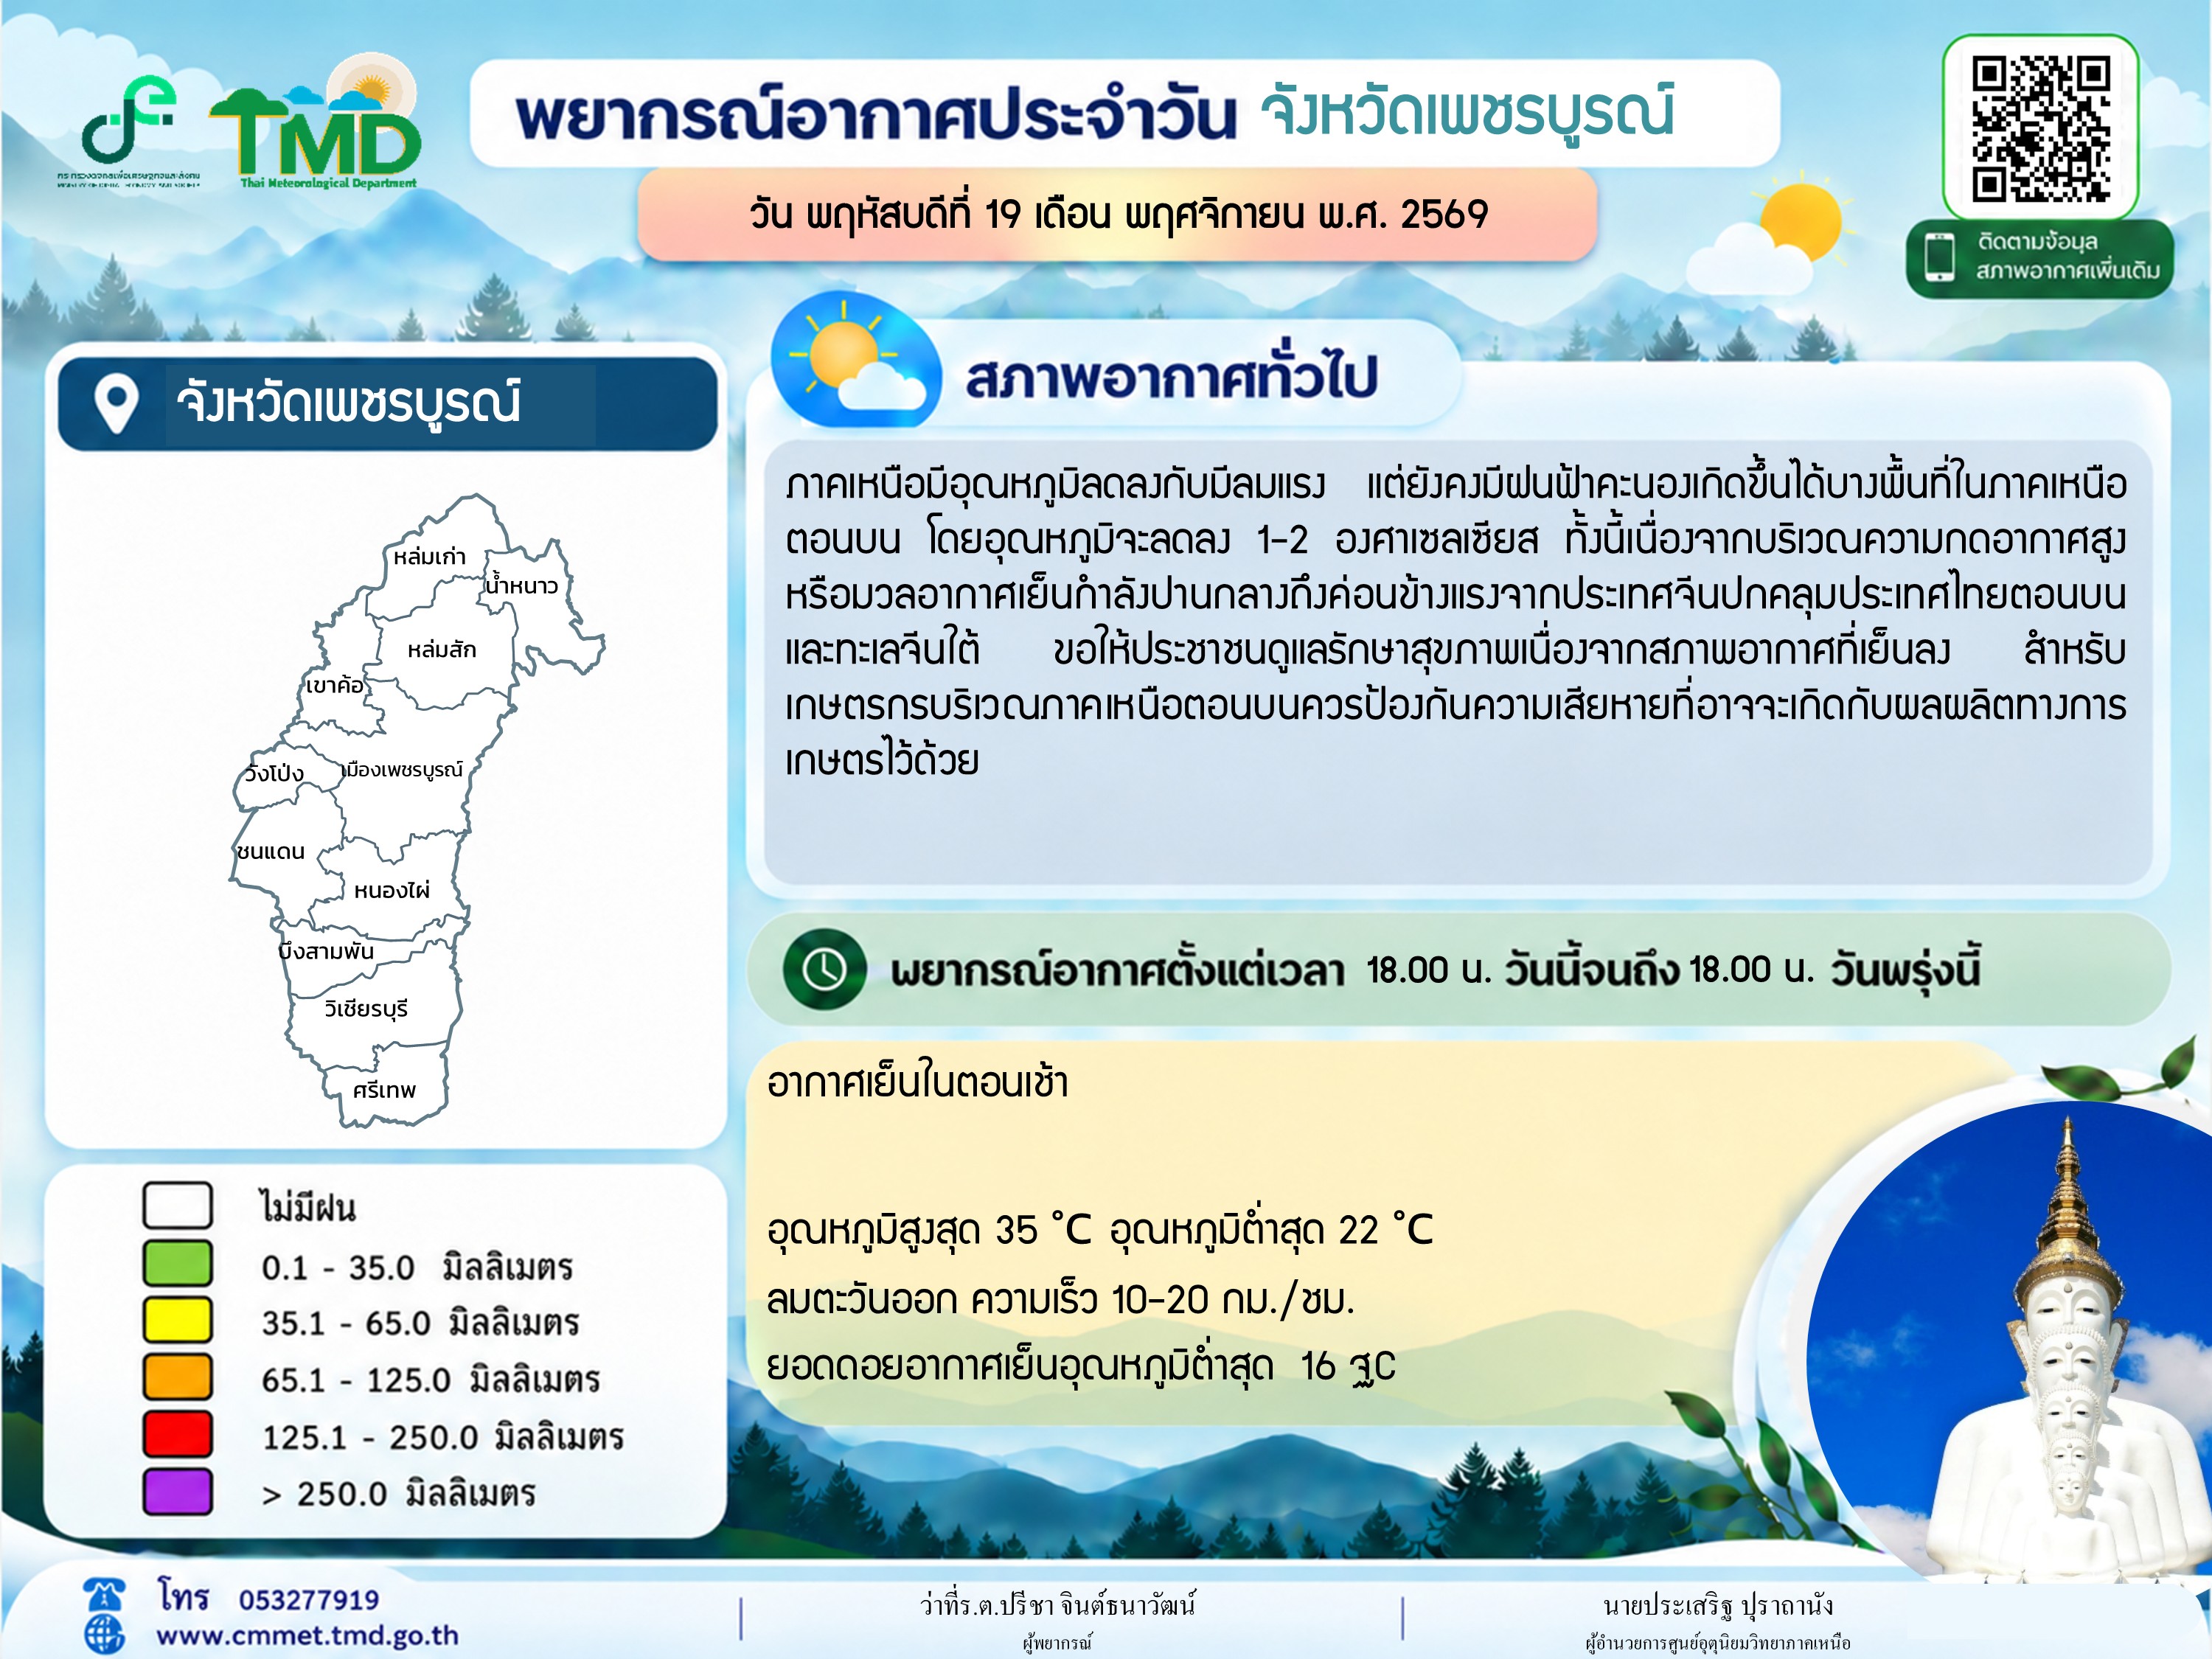 พยากรณ์อากาศประจำวัน จังหวัดเพชรบูรณ์
TMD
Thai Meteorological Department
วัน พฤหัสบดีที่ 19 เดือน พฤศจิกายน พ.ศ. 2569
ติดตามข้อมูล
สภาพอากาศเพิ่มเติม
จังหวัดเพชรบูรณ์
หล่มเก่า
น้ำหนาว
หล่มสัก
เขาค้อ
วังโป่ง
เมืองเพชรบูรณ์
ชนแดน
หนองไผ่
บึงสามพัน
วิเชียรบุรี
ศรีเทพ
ไม่มีฝน
0.1 - 35.0 มิลลิเมตร
35.1 - 65.0 มิลลิเมตร
65.1 - 125.0 มิลลิเมตร
125.1 - 250.0 มิลลิเมตร
> 250.0 มิลลิเมตร
สภาพอากาศทั่วไป
ภาคเหนือมีอุณหภูมิลดลงกับมีลมแรง แต่ยังคงมีฝนฟ้าคะนองเกิดขึ้นได้บางพื้นที่ในภาคเหนือ
ตอนบน โดยอุณหภูมิจะลดลง 1-2 องศาเซลเซียส ทั้งนี้เนื่องจากบริเวณความกดอากาศสูง
หรือมวลอากาศเย็นกำลังปานกลางถึงค่อนข้างแรงจากประเทศจีนปกคลุมประเทศไทยตอนบน
และทะเลจีนใต้ ขอให้ประชาชนดูแลรักษาสุขภาพเนื่องจากสภาพอากาศที่เย็นลง สำหรับ
เกษตรกรบริเวณภาคเหนือตอนบนควรป้องกันความเสียหายที่อาจจะเกิดกับผลผลิตทางการ
เกษตรไว้ด้วย
พยากรณ์อากาศตั้งแต่เวลา 18.00 น. วันนี้จนถึง 18.00 น. วันพรุ่งนี้
อากาศเย็นในตอนเช้า
อุณหภูมิสูงสุด 35 °C อุณหภูมิต่ำสุด 22 °C
ลมตะวันออก ความเร็ว 10-20 กม./ชม.
ยอดดอยอากาศเย็นอุณหภูมิต่ำสุด 16 ฐC
โทร 053277919
www.cmmet.tmd.go.th
ว่าที่ร.ต.ปรีชา จินต์ธนาวัฒน์
ผู้พยากรณ์
นายประเสริฐ ปุราถานัง
ผู้อำนวยการศูนย์อุตุนิยมวิทยาภาคเหนือ